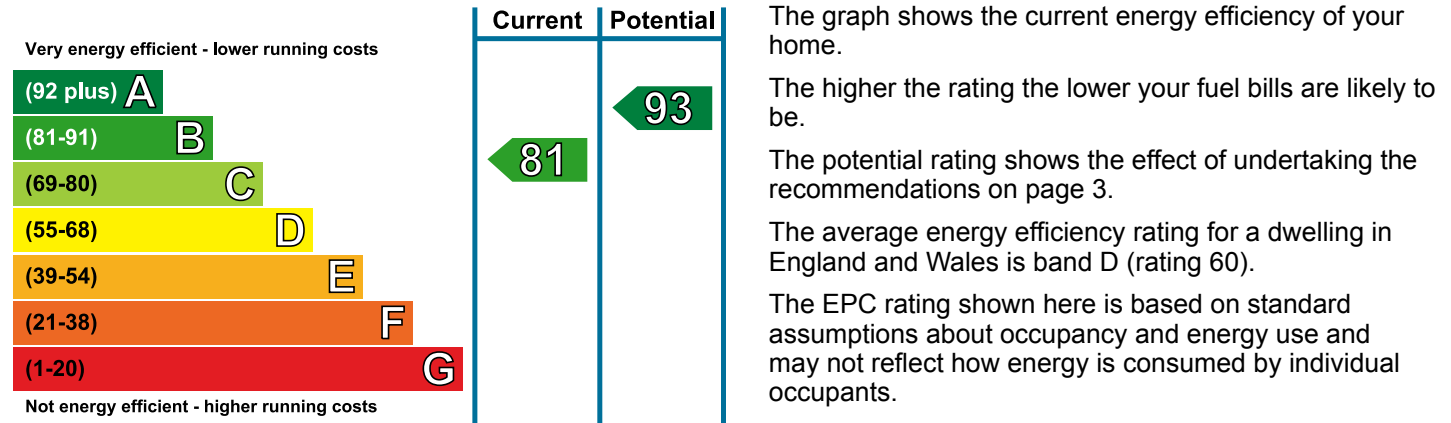 Current Potential
Very energy efficient - lower running costs
(92 plus) A
(81-91) B
(69-80) C
(55-68) D
(39-54) E
(21-38) F
(1-20) G
Not energy efficient - higher running costs
81
93
The graph shows the current energy efficiency of your
home.
The higher the rating the lower your fuel bills are likely to
be.
The potential rating shows the effect of undertaking the
recommendations on page 3.
The average energy efficiency rating for a dwelling in
England and Wales is band D (rating 60).
The EPC rating shown here is based on standard
assumptions about occupancy and energy use and
may not reflect how energy is consumed by individual
occupants.